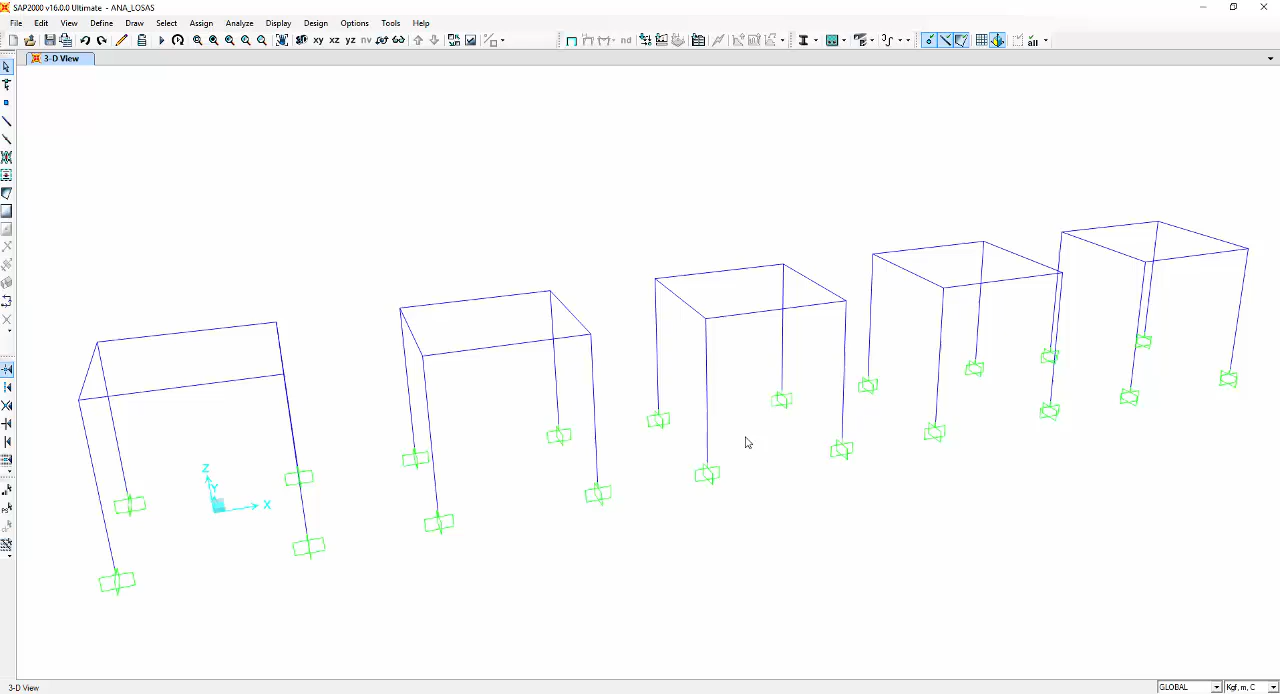 SAP2000 v16.0.0 Ultimate - ANA_LOSAS
File Edit View Define Draw Select Assign Analyze Display Design Options Tools Help
xy xz yz nv nd all
3-D View
Z
Y
X
3-D View GLOBAL Kgf, m, C